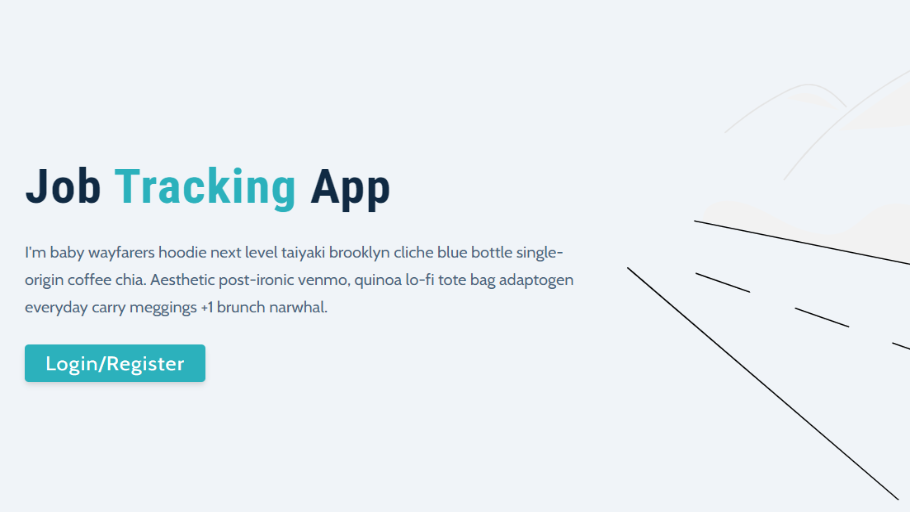 Job Tracking App
I'm baby wayfarers hoodie next level taiyaki brooklyn cliche blue bottle single-
origin coffee chia. Aesthetic post-ironic venmo, quinoa lo-fi tote bag adaptogen
everyday carry meggings +1 brunch narwhal.
Login/Register